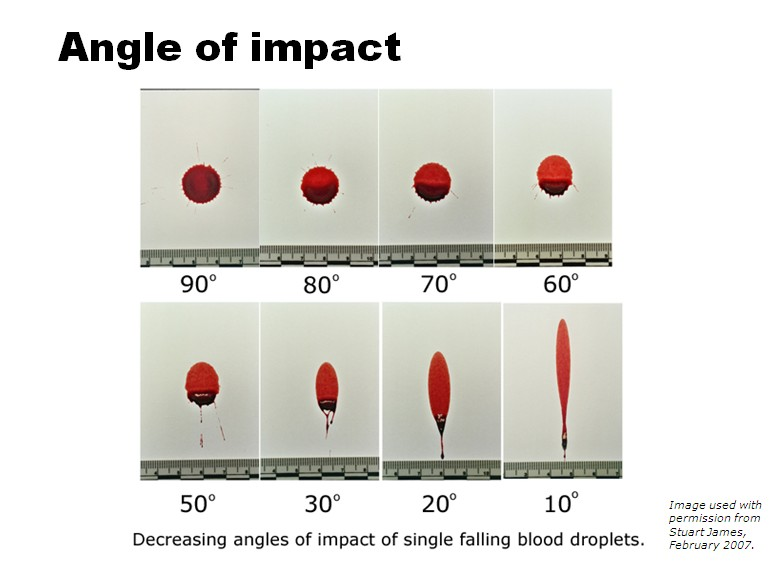 Angle of impact
90° 80° 70° 60°
50° 30° 20° 10°
Decreasing angles of impact of single falling blood droplets.
Image used with
permission from
Stuart James,
February 2007.